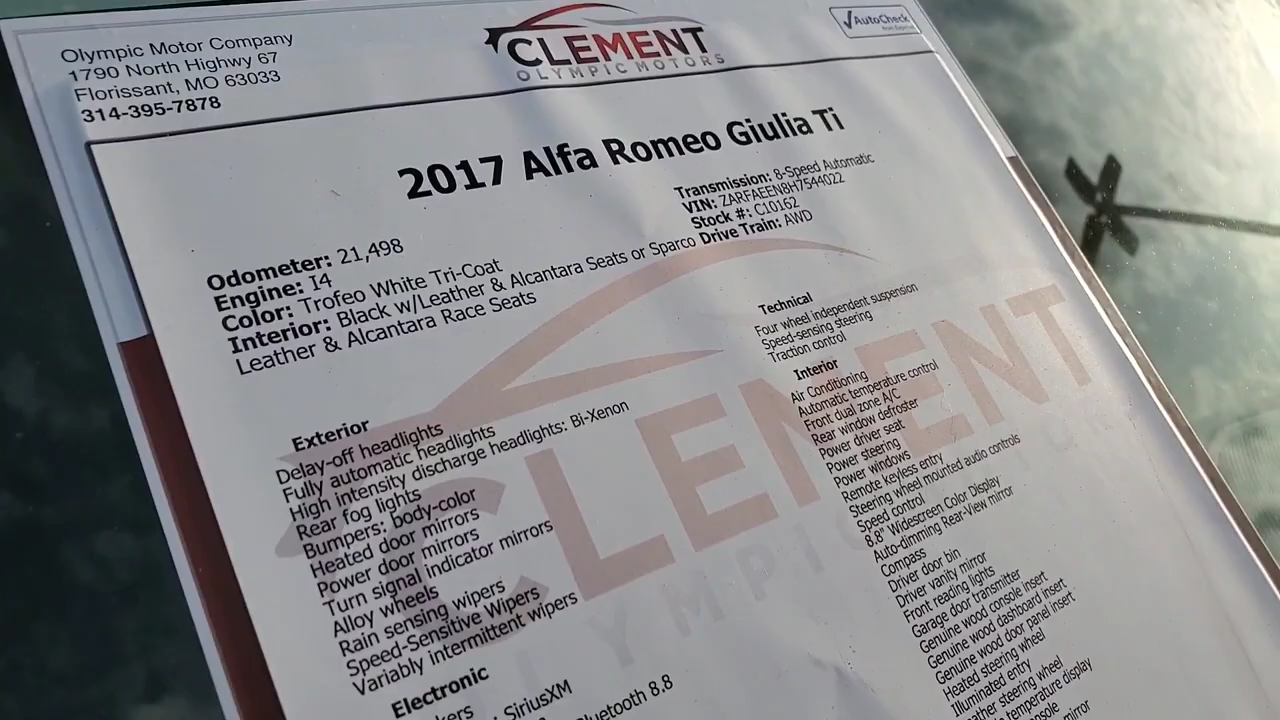 Olympic Motor Company
1790 North Highwy 67
Florissant, MO 63033
314-395-7878
CLEMENT
OLYMPIC MOTORS
AutoCheck
2017 Alfa Romeo Giulia Ti
Odometer: 21,498
Engine: I4
Color: Trofeo White Tri-Coat
Interior: Black w/Leather & Alcantara Seats or Sparco
Leather & Alcantara Race Seats
Transmission: 8-Speed Automatic
VIN: ZARFAEEN8H7544022
Stock #: C10162
Drive Train: AWD
Exterior
Delay-off headlights
Fully automatic headlights
High intensity discharge headlights: Bi-Xenon
Rear fog lights
Bumpers: body-color
Heated door mirrors
Power door mirrors
Turn signal indicator mirrors
Alloy wheels
Rain sensing wipers
Speed-Sensitive Wipers
Variably intermittent wipers
Electronic
SiriusXM
8.8
Technical
Four wheel independent suspension
Speed-sensing steering
Traction control
Interior
Air Conditioning
Automatic temperature control
Front dual zone A/C
Rear window defroster
Power driver seat
Power steering
Power windows
Remote keyless entry
Steering wheel mounted audio controls
Speed control
8.8" Widescreen Color Display
Auto-dimming Rear-View mirror
Compass
Driver door bin
Driver vanity mirror
Front reading lights
Garage door transmitter
Genuine wood console insert
Genuine wood dashboard insert
Genuine wood door panel insert
Heated steering wheel
Illuminated entry
steering wheel
temperature display
mirror
CLEMENT
OLYMPIC